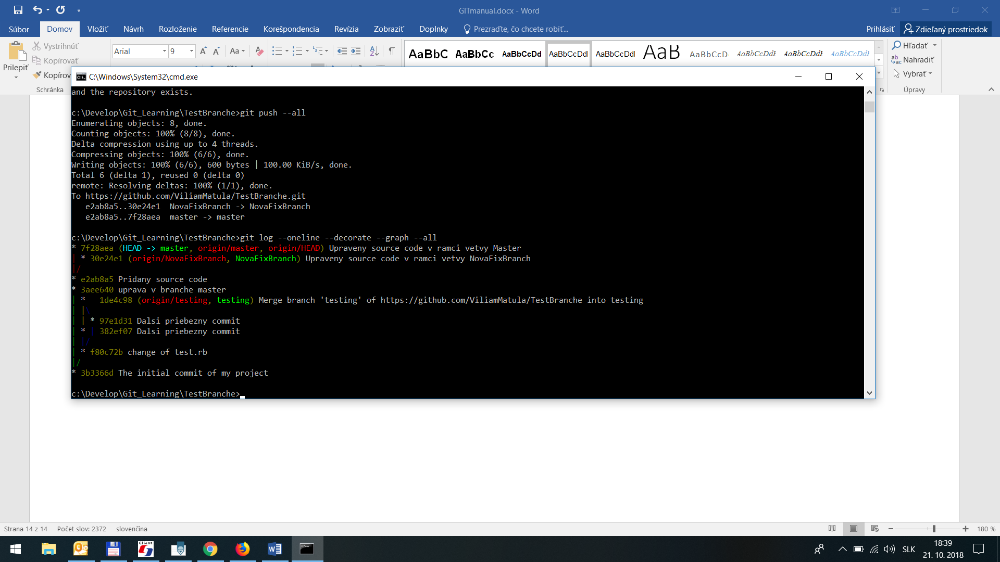 GITmanual.docx - Word
Súbor Domov Vložiť Návrh Rozloženie Referencie Korešpondencia Revízia Zobraziť Doplnky Prezraďte, čo chcete robiť... Prihlásiť Zdieľaný prostriedok
Prilepiť
Vystrihnúť
Kopírovať
Kopírov
Schránka
Arial 9 Aa
AaBbC AaBbCc AaBbCcDd AaBbCcDdI AaBbCcDdI AaB AaBbCcD AaBbCcDdE AaBbCcDdE AaBbCcDdE
Hľadať
Nahradiť
Vybrať
Úpravy
C:\Windows\System32\cmd.exe
and the repository exists.
c:\Develop\Git_Learning\TestBranche>git push --all
Enumerating objects: 8, done.
Counting objects: 100% (8/8), done.
Delta compression using up to 4 threads.
Compressing objects: 100% (6/6), done.
Writing objects: 100% (6/6), 600 bytes | 100.00 KiB/s, done.
Total 6 (delta 1), reused 0 (delta 0)
remote: Resolving deltas: 100% (1/1), done.
To https://github.com/ViliamMatula/TestBranche.git
   e2ab8a5..30e24e1  NovaFixBranch -> NovaFixBranch
   e2ab8a5..7f28aea  master -> master
c:\Develop\Git_Learning\TestBranche>git log --oneline --decorate --graph --all
* 7f28aea (HEAD -> master, origin/master, origin/HEAD) Upraveny source code v ramci vetvy Master
| * 30e24e1 (origin/NovaFixBranch, NovaFixBranch) Upraveny source code v ramci vetvy NovaFixBranch
|/
* e2ab8a5 Pridany source code
* 3aee640 uprava v branche master
| *   1de4c98 (origin/testing, testing) Merge branch 'testing' of https://github.com/ViliamMatula/TestBranche into testing
| |\
| | * 97e1d31 Dalsi priebezny commit
| * | 382ef07 Dalsi priebezny commit
| |/
| * f80c72b change of test.rb
|/
* 3b3366d The initial commit of my project
c:\Develop\Git_Learning\TestBranche>
Strana 14 z 14 Počet slov: 2372 slovenčina 180 %
Client
SLK
18:39
21. 10. 2018